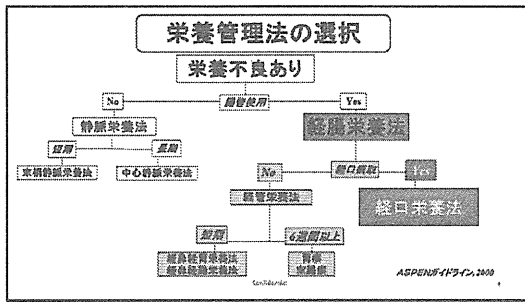 栄養管理法の選択
栄養不良あり
No
腸管使用
Yes
静脈栄養法
経腸栄養法
短期
長期
No
経口摂取
Yes
末梢静脈栄養法
中心静脈栄養法
経管栄養法
経口栄養法
短期
6週間以上
経鼻経胃栄養法
経鼻経腸栄養法
胃瘻
空腸瘻
ASPENガイドライン, 2000